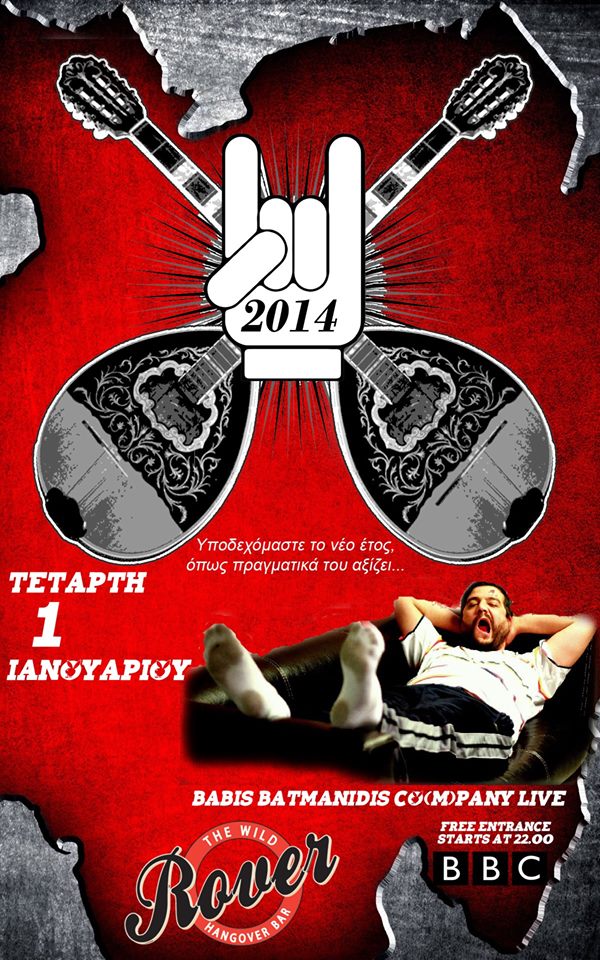 2014
Υποδεχόμαστε το νέο έτος,
όπως πραγματικά του αξίζει...
ΤΕΤΑΡΤΗ
1
ΙΑΝΟΥΑΡΙΟΥ
BABIS BATMANIDIS CO(M)PANY LIVE
FREE ENTRANCE
STARTS AT 22.00
BBC
THE WILD
Rover
HANGOVER BAR